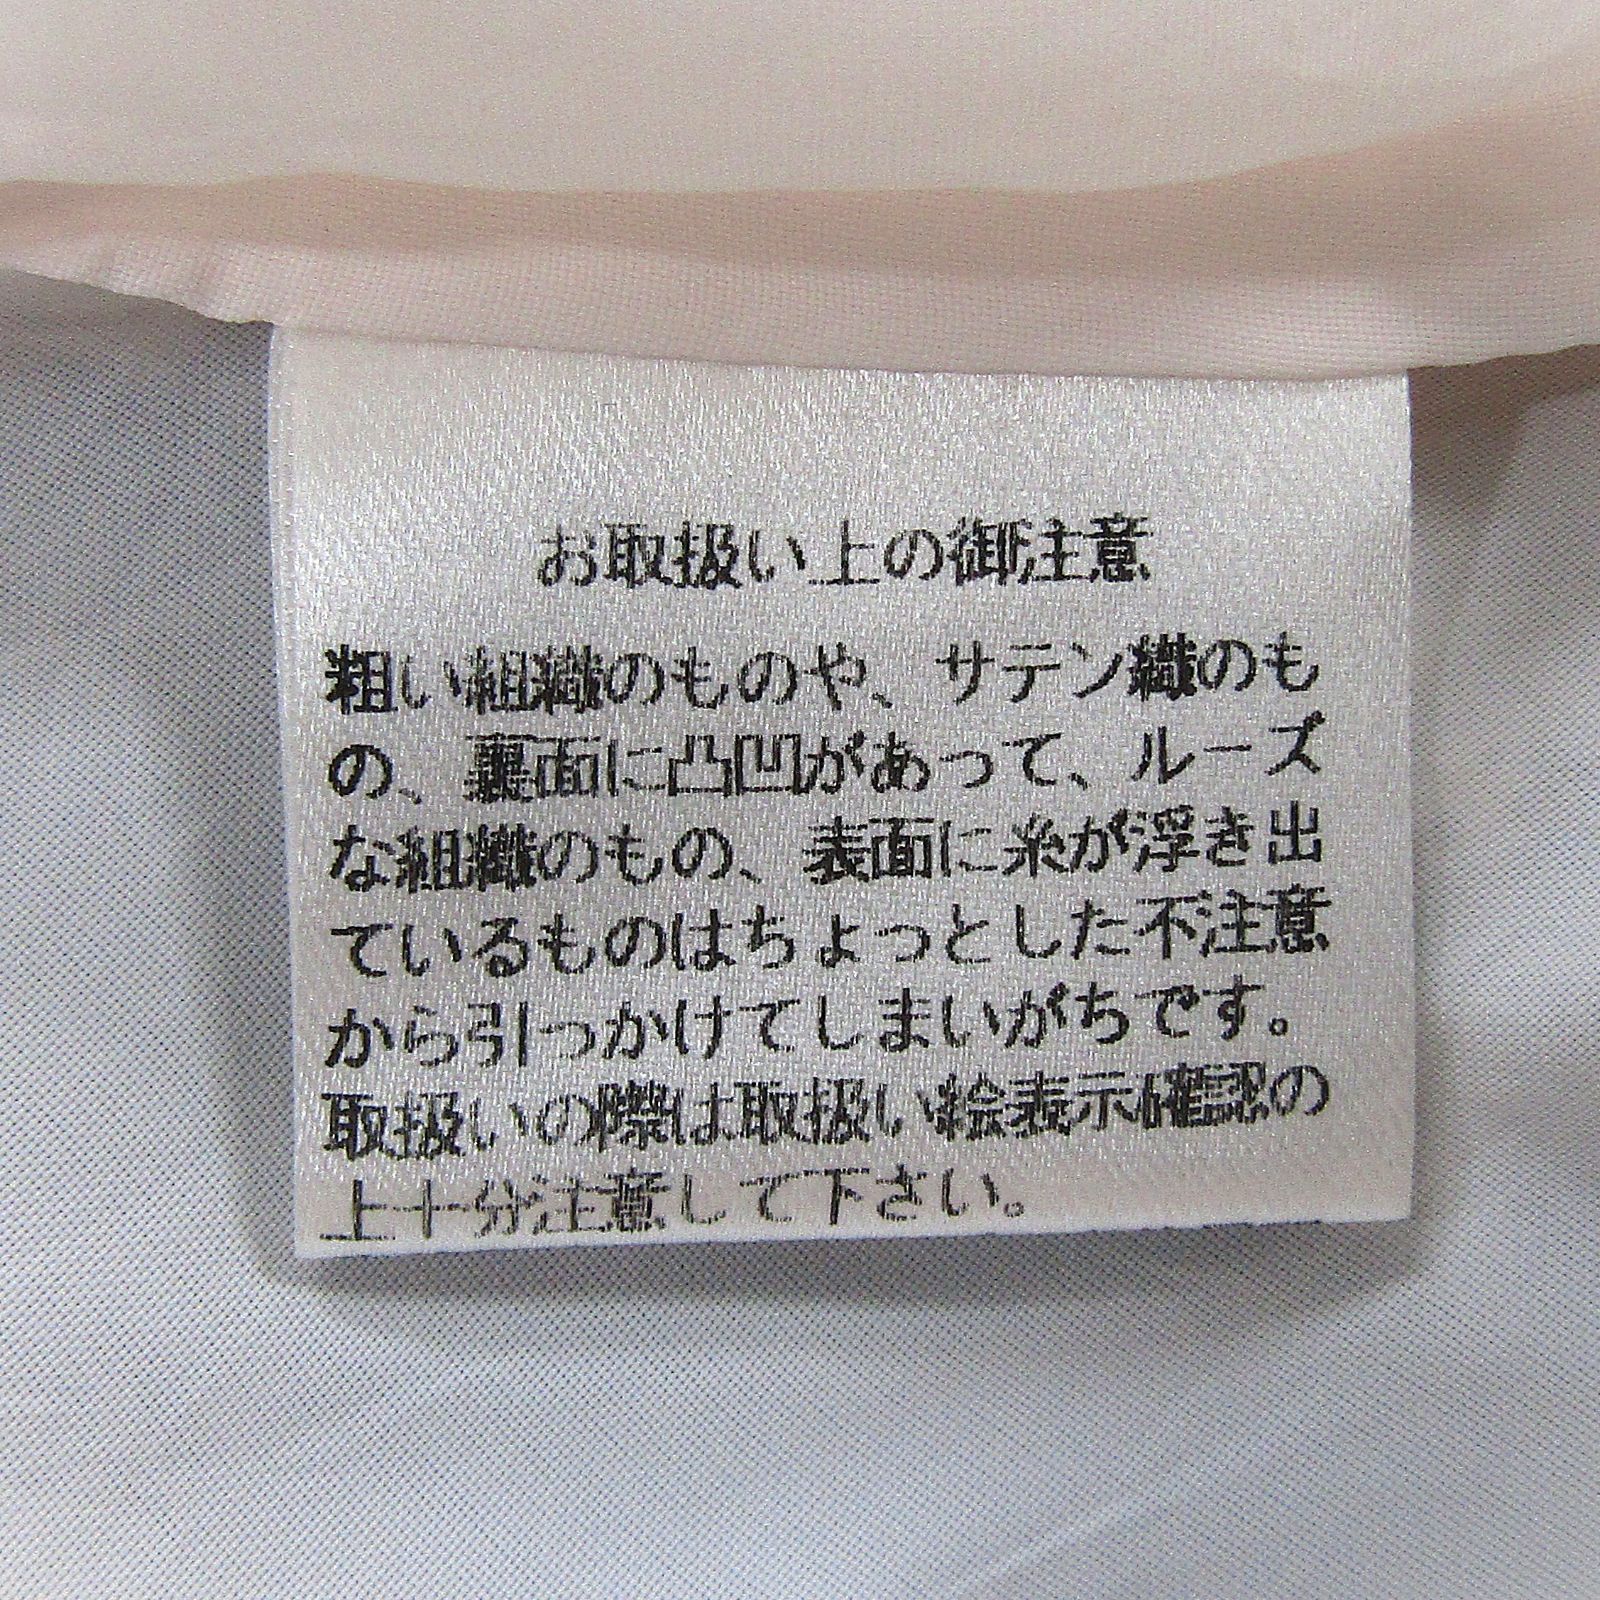 お取扱い上の御注意
粗い組織のものや、サテン織のも
の、裏面に凸凹があって、ルーズ
な組織のもの、表面に糸が浮き出
ているものはちょっとした不注意
から引っかけてしまいがちです。
取扱いの際は取扱い絵表示確認の
上十分注意して下さい。